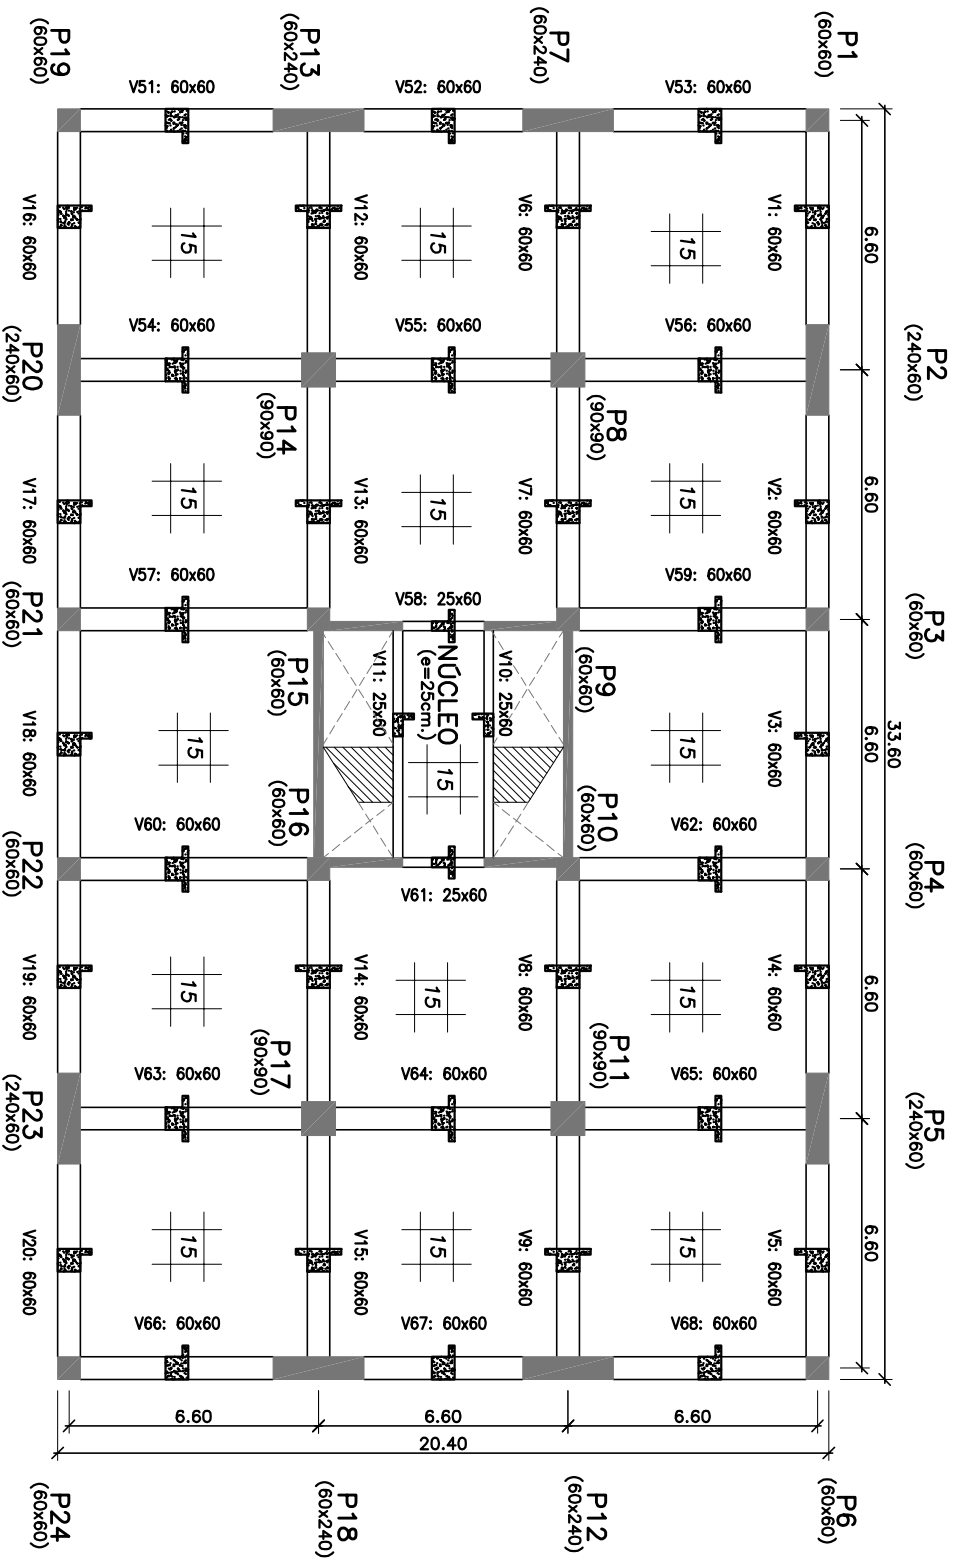 P1
(60x60)
P2
(240x60)
P3
(60x60)
P4
(60x60)
P5
(240x60)
P6
(60x60)
33.60
6.60
6.60
6.60
6.60
6.60
V1: 60x60
V2: 60x60
V3: 60x60
V4: 60x60
V5: 60x60
V53: 60x60
V56: 60x60
V59: 60x60
V62: 60x60
V65: 60x60
V68: 60x60
15
15
15
15
15
6.60
P7
(60x240)
P8
(90x90)
P9
(60x60)
P10
(60x60)
P11
(90x90)
P12
(60x240)
V6: 60x60
V7: 60x60
V10: 25x60
V8: 60x60
V9: 60x60
V52: 60x60
V55: 60x60
V58: 25x60
V61: 25x60
V64: 60x60
V67: 60x60
15
15
NÚCLEO
(e=25cm.)
15
15
15
6.60
20.40
V11: 25x60
V12: 60x60
V13: 60x60
V14: 60x60
V15: 60x60
P13
(60x240)
P14
(90x90)
P15
(60x60)
P16
(60x60)
P17
(90x90)
P18
(60x240)
V51: 60x60
V54: 60x60
V57: 60x60
V60: 60x60
V63: 60x60
V66: 60x60
15
15
15
15
15
6.60
V16: 60x60
V17: 60x60
V18: 60x60
V19: 60x60
V20: 60x60
P19
(60x60)
P20
(240x60)
P21
(60x60)
P22
(60x60)
P23
(240x60)
P24
(60x60)